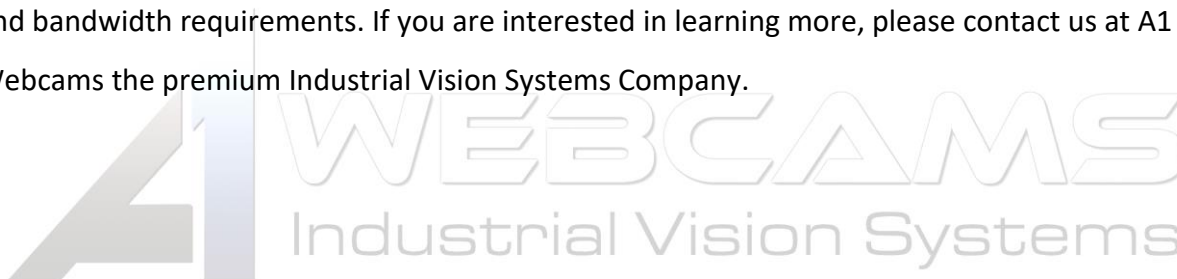 nd bandwidth requirements. If you are interested in learning more, please contact us at A1
Webcams the premium Industrial Vision Systems Company.
A1 WEBCAMS
Industrial Vision Systems